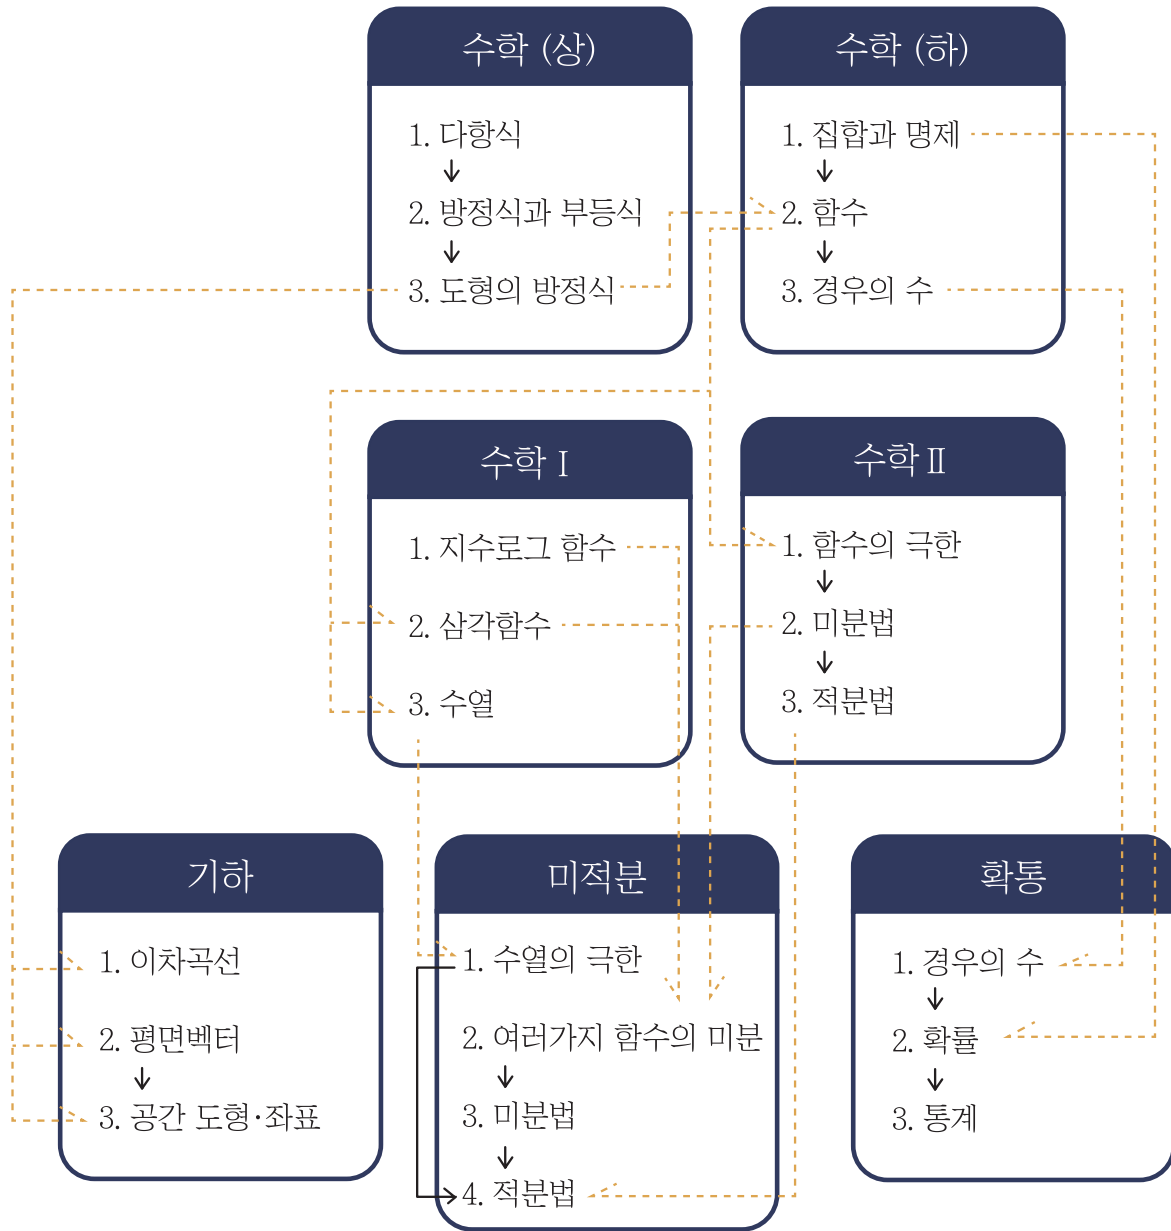 수학 (상)
1. 다항식
2. 방정식과 부등식
3. 도형의 방정식
수학 (하)
1. 집합과 명제
2. 함수
3. 경우의 수
수학 I
1. 지수로그 함수
2. 삼각함수
3. 수열
수학 Ⅱ
1. 함수의 극한
2. 미분법
3. 적분법
기하
1. 이차곡선
2. 평면벡터
3. 공간 도형·좌표
미적분
1. 수열의 극한
2. 여러가지 함수의 미분
3. 미분법
4. 적분법
확통
1. 경우의 수
2. 확률
3. 통계